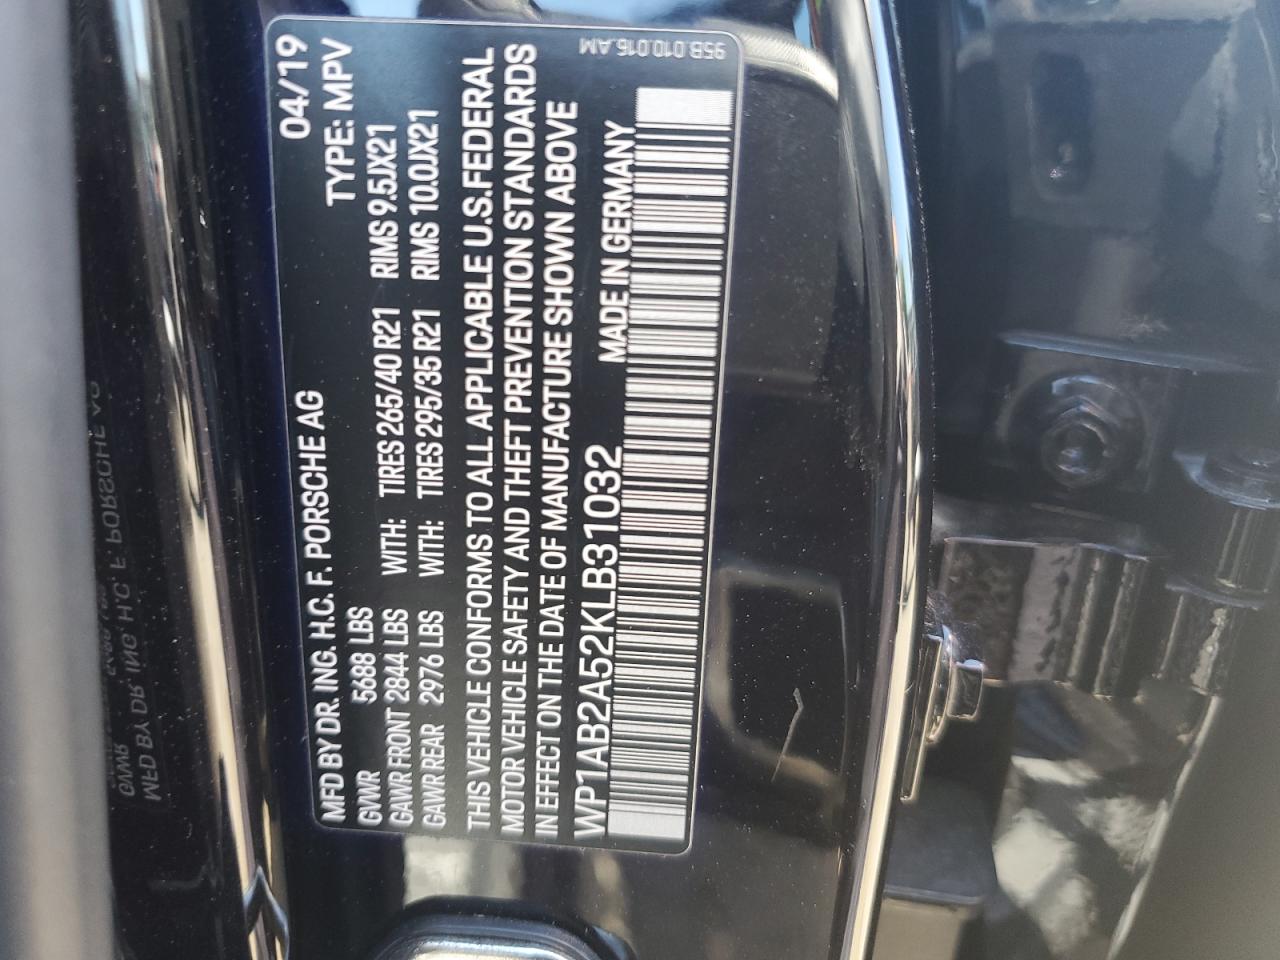 04/19
MFD BY DR. ING. H.C. F. PORSCHE AG TYPE: MPV
GVWR 5688 LBS
GAWR FRONT 2844 LBS WITH: TIRES 265/40 R21 RIMS 9.5JX21
GAWR REAR 2976 LBS WITH: TIRES 295/35 R21 RIMS 10.0JX21
THIS VEHICLE CONFORMS TO ALL APPLICABLE U.S.FEDERAL
MOTOR VEHICLE SAFETY AND THEFT PREVENTION STANDARDS
IN EFFECT ON THE DATE OF MANUFACTURE SHOWN ABOVE
WP1AB2A52KLB31032 MADE IN GERMANY
95B.010.016.AM